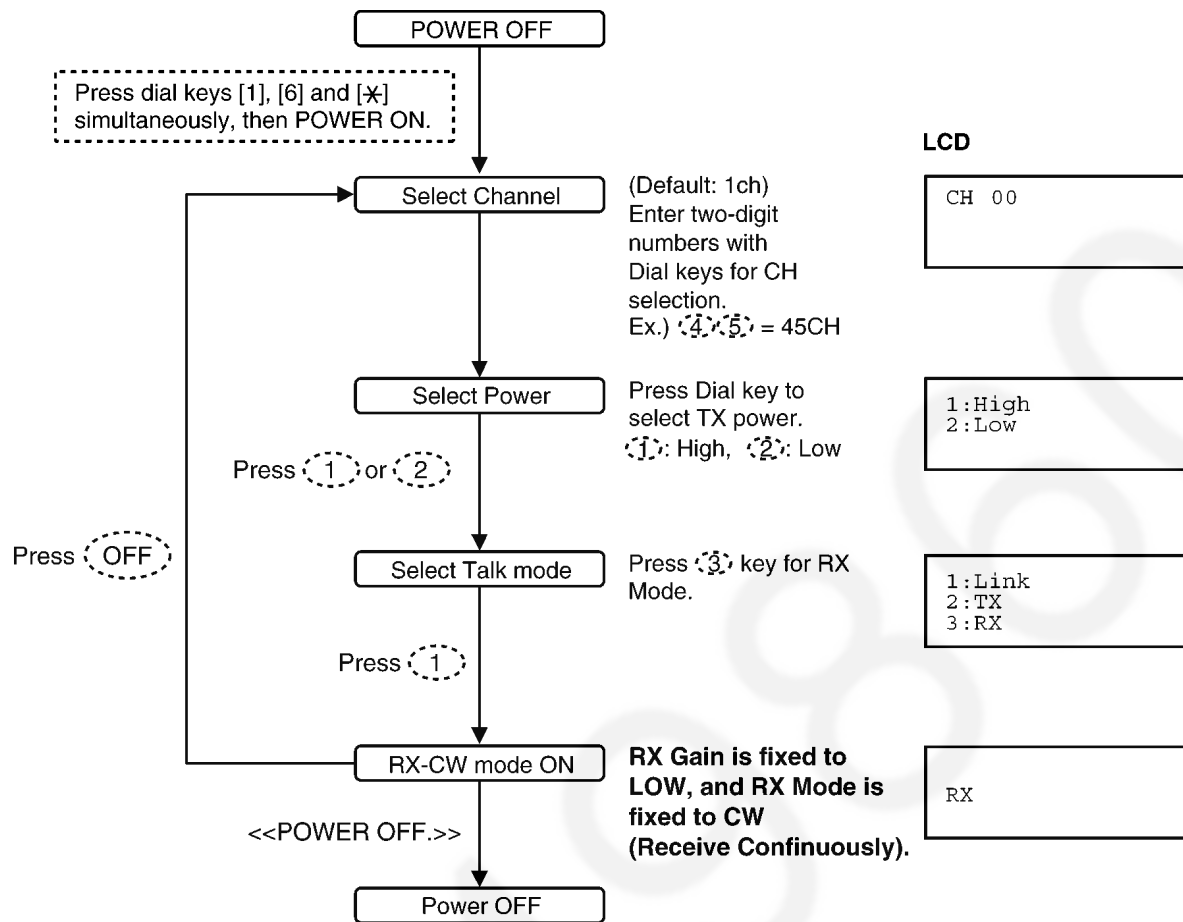 POWER OFF
Press dial keys [1], [6] and [*]
simultaneously, then POWER ON.
LCD
Select Channel
(Default: 1ch)
Enter two-digit
numbers with
Dial keys for CH
selection.
Ex.) 4 5 = 45CH
CH 00
Select Power
Press Dial key to
select TX power.
1: High, 2: Low
1:High
2:Low
Press 1 or 2
Press OFF
Select Talk mode
Press 3 key for RX
Mode.
1:Link
2:TX
3:RX
Press 1
RX-CW mode ON
RX Gain is fixed to
LOW, and RX Mode is
fixed to CW
(Receive Continuously).
RX
<<POWER OFF.>>
Power OFF